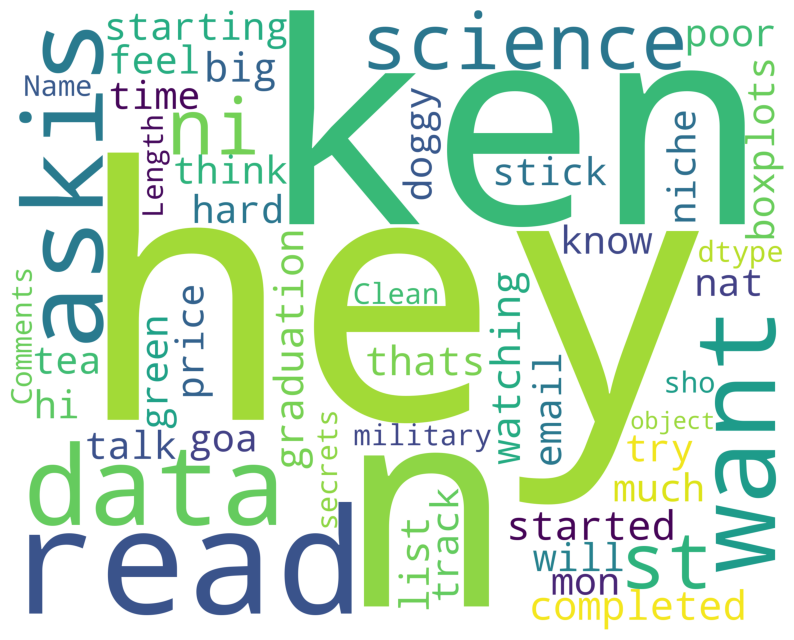 starting
ken
science
poor
askis
feel
big
Name
time
ni
Length
doggy
boxplots
think
stick
niche
hard
hey
know
dtype
graduation
Clean
nat
Comments
green
price
watching
want
tea
thats
email
sho
hi
object
talk
goa
military
try
data
secrets
n
much
read
list
track
started
will
st
mon
completed